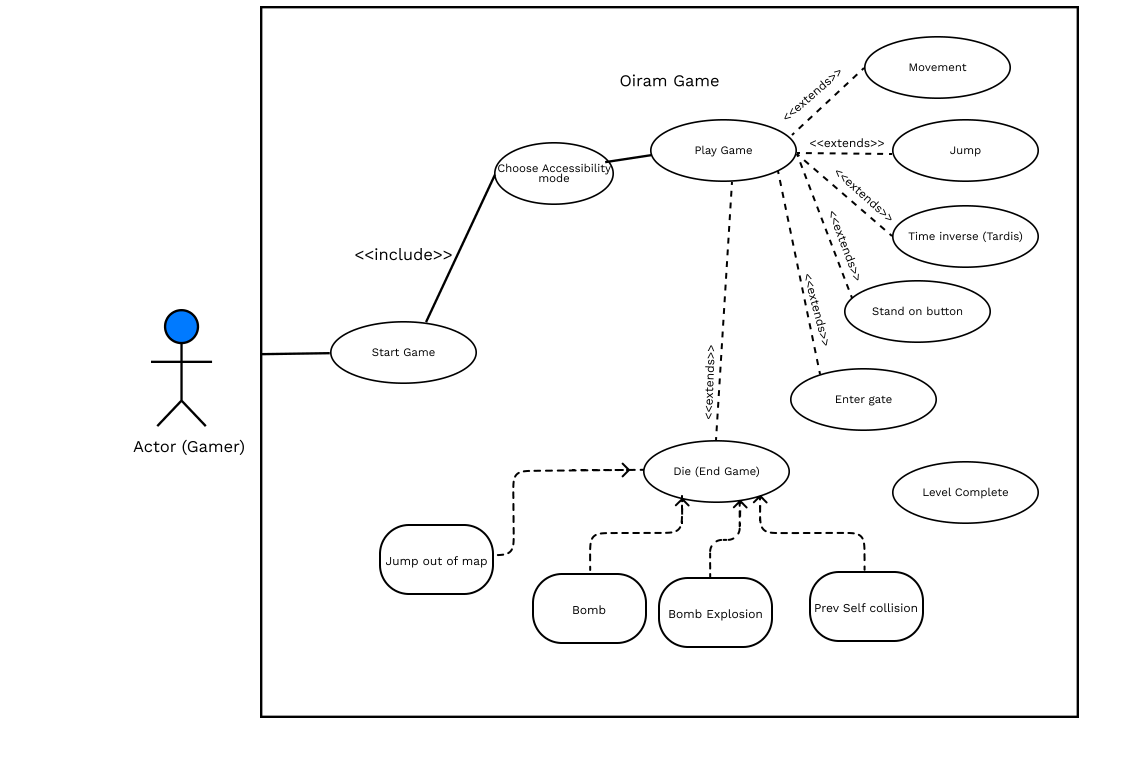 Oiram Game
Movement
<<extends>>
Jump
<<extends>>
Play Game
Choose Accessibility
mode
<<extends>>
Time inverse (Tardis)
<<extends>>
<<include>>
Stand on button
<<extends>>
Start Game
<<extends>>
Enter gate
Actor (Gamer)
Die (End Game)
Level Complete
Jump out of map
Bomb
Bomb Explosion
Prev Self collision